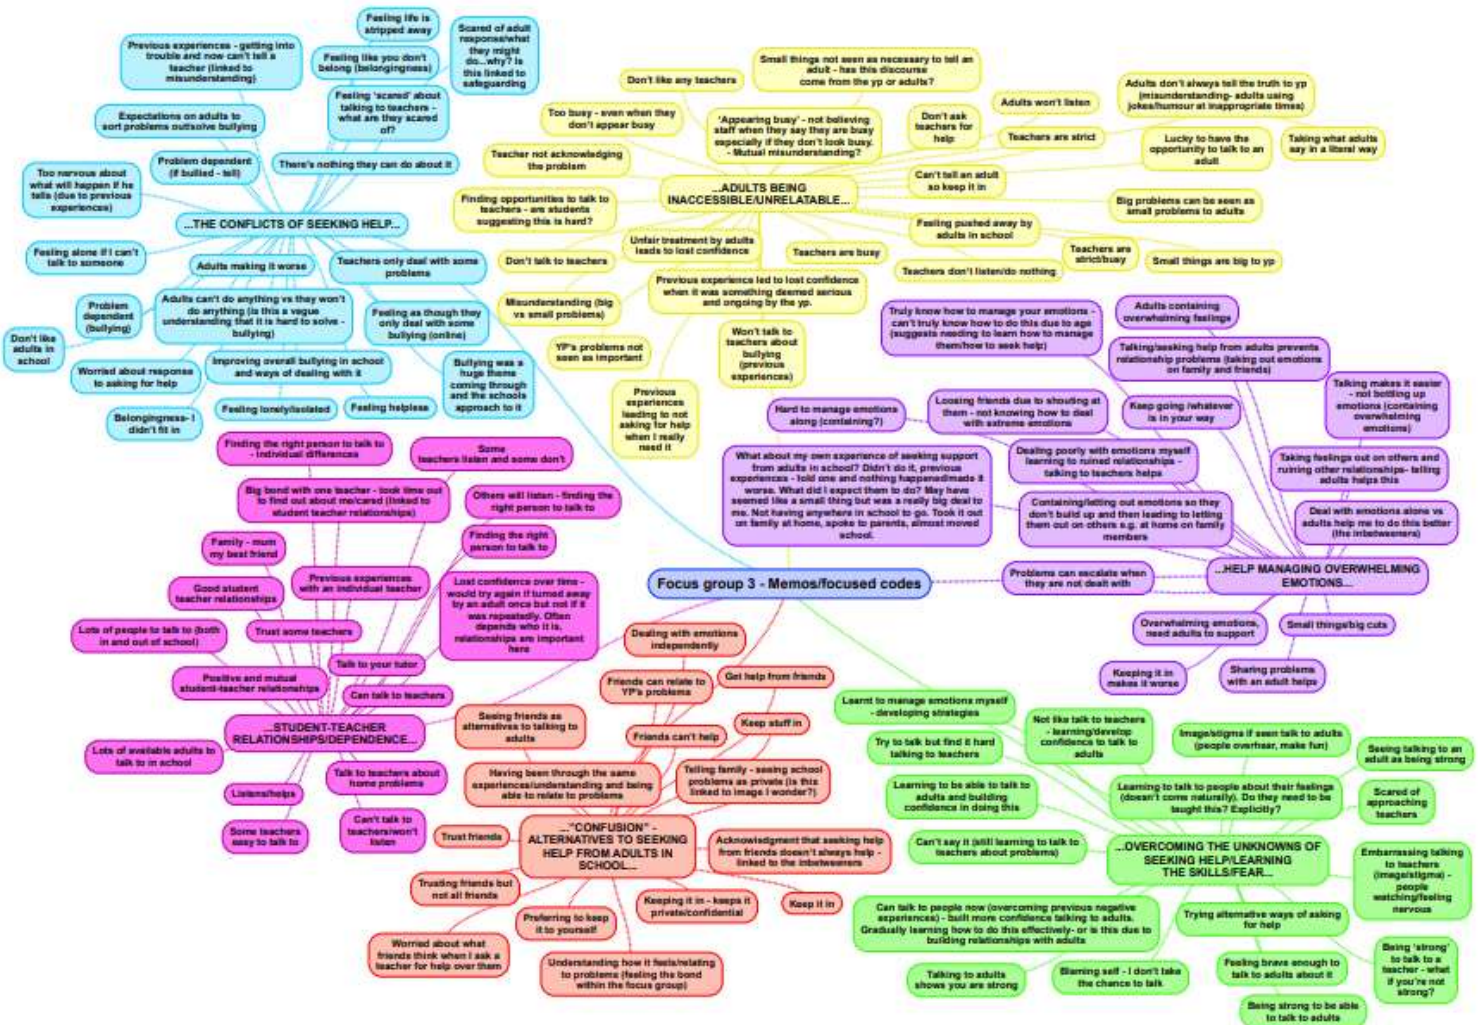 Feeling life is
stripped away
Previous experiences - getting into
trouble and now can't tell a
teacher (linked to
misunderstanding)
Feeling like you don't
belong (belongingness)
Scared of adult
response/what
they might
do...why? Is
this linked to
safeguarding
Expectations on adults to
sort problems out/solve bullying
Feeling 'scared' about
talking to teachers -
what are they scared
of?
Problem dependent
(if bullied - tell)
There's nothing they can do about it
Too nervous about
what will happen if he
tells (due to previous
experiences)
...THE CONFLICTS OF SEEKING HELP...
Feeling alone if I can't
talk to someone
Adults making it worse
Teachers only deal with some
problems
Problem
dependent
(bullying)
Adults can't do anything vs they won't
do anything (is this a vague
understanding that it is hard to solve -
bullying)
Feeling as though they
only deal with some
bullying (online)
Don't like
adults in
school
Worried about response
to asking for help
Improving overall bullying in school
and ways of dealing with it
Bullying was a
huge theme
coming through
and the schools
approach to it
Belongingness- I
didn't fit in
Feeling lonely/isolated
Feeling helpless
Don't like any teachers
Small things not seen as necessary to tell an
adult - has this discourse
come from the yp or adults?
Adults don't always tell the truth to yp
(misunderstanding- adults using
jokes/humour at inappropriate times)
Too busy - even when they
don't appear busy
'Appearing busy' - not believing
staff when they say they are busy
especially if they don't look busy.
- Mutual misunderstanding?
Don't ask
teachers for
help
Adults won't listen
Teachers are strict
Lucky to have the
opportunity to talk to an
adult
Taking what adults
say in a literal way
Teacher not acknowledging
the problem
Can't tell an adult
so keep it in
...ADULTS BEING
INACCESSIBLE/UNRELATABLE...
Finding opportunities to talk to
teachers - are students
suggesting this is hard?
Big problems can be seen as
small problems to adults
Feeling pushed away by
adults in school
Unfair treatment by adults
leads to lost confidence
Teachers are busy
Teachers are
strict/busy
Don't talk to teachers
Teachers don't listen/do nothing
Small things are big to yp
Previous experience led to lost confidence
when it was something deemed serious
and ongoing by the yp.
Misunderstanding (big
vs small problems)
YP's problems not
seen as important
Won't talk to
teachers about
bullying
(previous
experiences)
Previous
experiences
leading to not
asking for help
when I really
need it
Truly know how to manage your emotions -
can't truly know how to do this due to age
(suggests needing to learn how to manage
them/how to seek help)
Adults containing
overwhelming feelings
Talking/seeking help from adults prevents
relationship problems (taking out emotions
on family and friends)
Talking makes it easier
- not bottling up
emotions (containing
overwhelming
emotions)
Hard to manage emotions
along (containing?)
Loosing friends due to shouting at
them - not knowing how to deal
with extreme emotions
Keep going /whatever
is in your way
What about my own experience of seeking support
from adults in school? Didn't do it, previous
experiences - told one and nothing happened/made it
worse. What did I expect them to do? May have
seemed like a small thing but was a really big deal to
me. Not having anywhere in school to go. Took it out
on family at home, spoke to parents, almost moved
school.
Dealing poorly with emotions myself
learning to ruined relationships -
talking to teachers helps
Taking feelings out on others and
ruining other relationships- telling
adults helps this
Containing/letting out emotions so they
don't build up and then leading to letting
them out on others e.g. at home on family
members
Deal with emotions alone vs
adults help me to do this better
(the inbetweeners)
Problems can escalate when
they are not dealt with
...HELP MANAGING OVERWHELMING
EMOTIONS...
Overwhelming emotions,
need adults to support
Small things/big cuts
Keeping it in
makes it worse
Sharing problems
with an adult helps
Focus group 3 - Memos/focused codes
Finding the right person to talk to
- individual differences
Some
teachers listen and some don't
Big bond with one teacher - took time out
to find out about me/cared (linked to
student teacher relationships)
Others will listen - finding the
right person to talk to
Family - mum
my best friend
Finding the right
person to talk to
Good student
teacher relationships
Previous experiences
with an individual teacher
Lost confidence over time -
would try again if turned away
by an adult once but not if it
was repeatedly. Often
depends who it is,
relationships are important
here
Lots of people to talk to (both
in and out of school)
Trust some teachers
Talk to your tutor
Positive and mutual
student-teacher relationships
Can talk to teachers
...STUDENT-TEACHER
RELATIONSHIPS/DEPENDENCE...
Lots of available adults to
talk to in school
Talk to teachers about
home problems
Listens/helps
Some teachers
easy to talk to
Can't talk to
teachers/won't
listen
Dealing with emotions
independently
Friends can relate to
YP's problems
Get help from friends
Seeing friends as
alternatives to talking to
adults
Friends can't help
Keep stuff in
Having been through the same
experiences/understanding and being
able to relate to problems
Telling family - seeing school
problems as private (is this
linked to image I wonder?)
Trust friends
..."CONFUSION" -
ALTERNATIVES TO SEEKING
HELP FROM ADULTS IN
SCHOOL...
Acknowledgment that seeking help
from friends doesn't always help -
linked to the inbetweeners
Trusting friends but
not all friends
Preferring to keep
it to yourself
Keeping it in - keeps it
private/confidential
Keep it in
Worried about what
friends think when I ask a
teacher for help over them
Understanding how it feels/relating
to problems (feeling the bond
within the focus group)
Learnt to manage emotions myself
- developing strategies
Not like talk to teachers
- learning/develop
confidence to talk to
adults
Image/stigma if seen talk to adults
(people overhear, make fun)
Try to talk but find it hard
talking to teachers
Seeing talking to an
adult as being strong
Learning to be able to talk to
adults and building
confidence in doing this
Learning to talk to people about their feelings
(doesn't come naturally). Do they need to be
taught this? Explicitly?
Scared of
approaching
teachers
Can't say it (still learning to talk to
teachers about problems)
...OVERCOMING THE UNKNOWNS OF
SEEKING HELP/LEARNING
THE SKILLS/FEAR...
Embarrassing talking
to teachers
(image/stigma) -
people
watching/feeling
nervous
Can talk to people now (overcoming previous negative
experiences) - built more confidence talking to adults.
Gradually learning how to do this effectively- or is this due to
building relationships with adults
Trying alternative ways of asking
for help
Talking to adults
shows you are strong
Blaming self - I don't take
the chance to talk
Feeling brave enough to
talk to adults about it
Being 'strong'
to talk to a
teacher - what
if you're not
strong?
Being strong to be able
to talk to adults